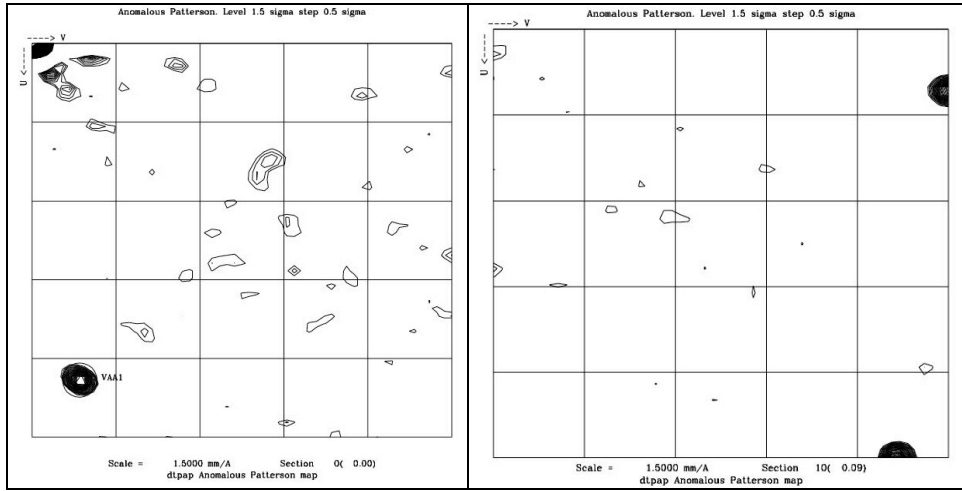 Anomalous Patterson. Level 1.5 sigma step 0.5 sigma
----> V
<---- U
VAA1
Scale = 1.5000 mm/A Section 0( 0.00)
dtpap Anomalous Patterson map
Anomalous Patterson. Level 1.5 sigma step 0.5 sigma
----> V
<---- U
Scale = 1.5000 mm/A Section 10( 0.09)
dtpap Anomalous Patterson map